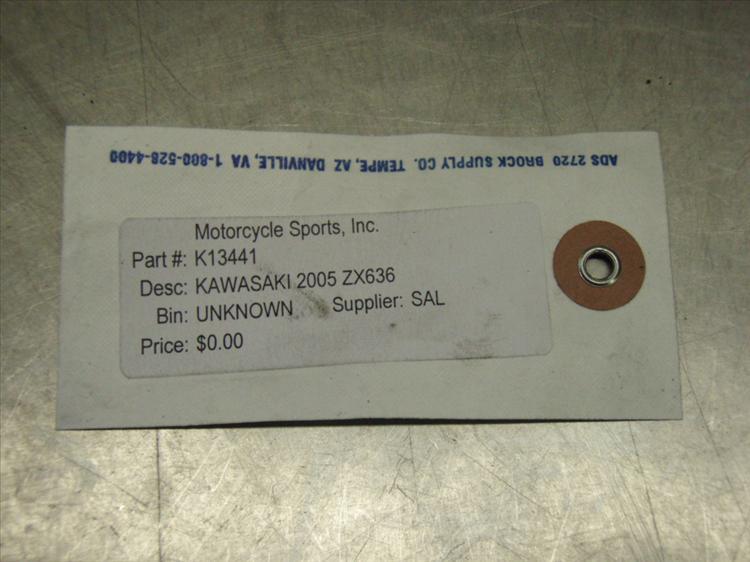 ADS 2720 BROCK SUPPLY CO. TEMPE, AZ DANVILLE, VA 1-800-528-4400
Motorcycle Sports, Inc.
Part #: K13441
Desc: KAWASAKI 2005 ZX636
Bin: UNKNOWN Supplier: SAL
Price: $0.00